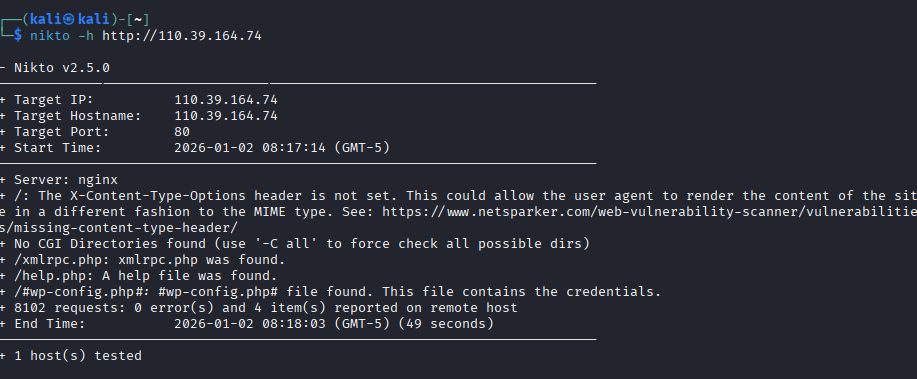 ┌──(kali㉿kali)-[~]
└─$ nikto -h http://110.39.164.74
- Nikto v2.5.0
+ Target IP:          110.39.164.74
+ Target Hostname:    110.39.164.74
+ Target Port:        80
+ Start Time:         2026-01-02 08:17:14 (GMT-5)
+ Server: nginx
+ /: The X-Content-Type-Options header is not set. This could allow the user agent to render the content of the sit
e in a different fashion to the MIME type. See: https://www.netsparker.com/web-vulnerability-scanner/vulnerabilitie
s/missing-content-type-header/
+ No CGI Directories found (use '-C all' to force check all possible dirs)
+ /xmlrpc.php: xmlrpc.php was found.
+ /help.php: A help file was found.
+ /#wp-config.php#: #wp-config.php# file found. This file contains the credentials.
+ 8102 requests: 0 error(s) and 4 item(s) reported on remote host
+ End Time:           2026-01-02 08:18:03 (GMT-5) (49 seconds)
+ 1 host(s) tested